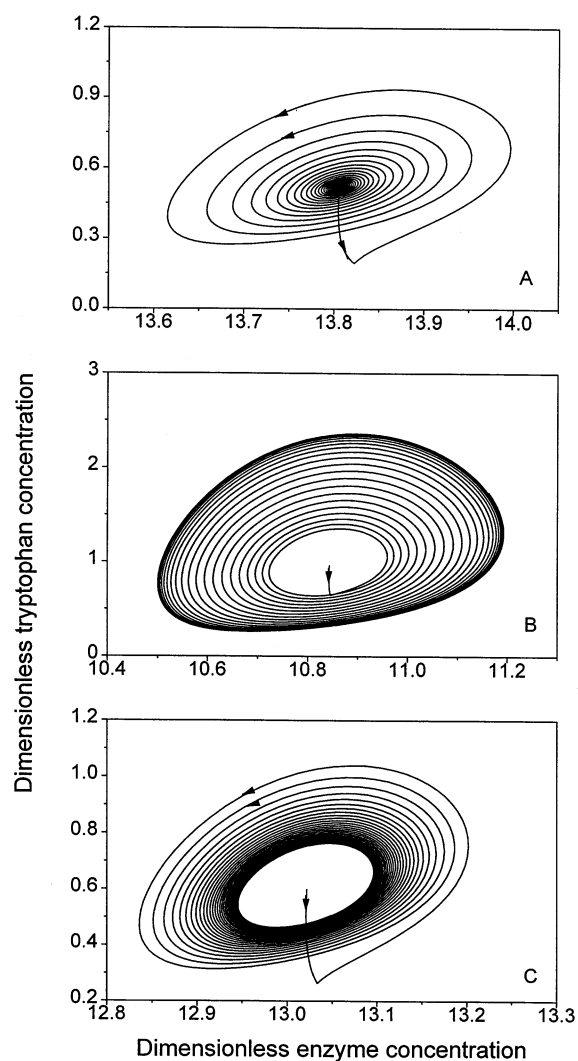 1.2
0.9
0.6
0.3
0.0
A
13.6 13.7 13.8 13.9 14.0
3
2
1
0
B
10.4 10.6 10.8 11.0 11.2
1.2
1.0
0.8
0.6
0.4
0.2
C
12.8 12.9 13.0 13.1 13.2 13.3
Dimensionless tryptophan concentration
Dimensionless enzyme concentration